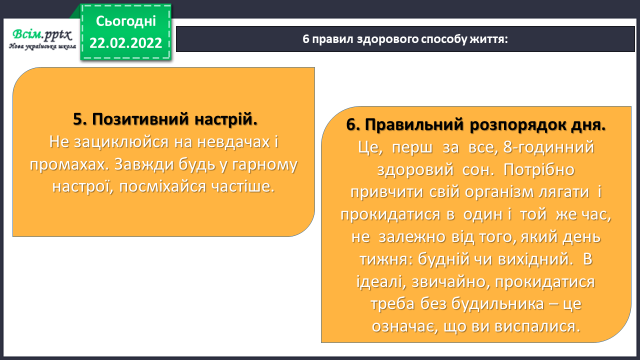 Всім.pptx
Нова українська школа
Сьогодні
22.02.2022
6 правил здорового способу життя:
5. Позитивний настрій.
Не зациклюйся на невдачах і
промахах. Завжди будь у гарному
настрої, посміхайся частіше.
6. Правильний розпорядок дня.
Це, перш за все, 8-годинний
здоровий сон. Потрібно
привчити свій організм лягати і
прокидатися в один і той же час,
не залежно від того, який день
тижня: будній чи вихідний. В
ідеалі, звичайно, прокидатися
треба без будильника – це
означає, що ви виспалися.